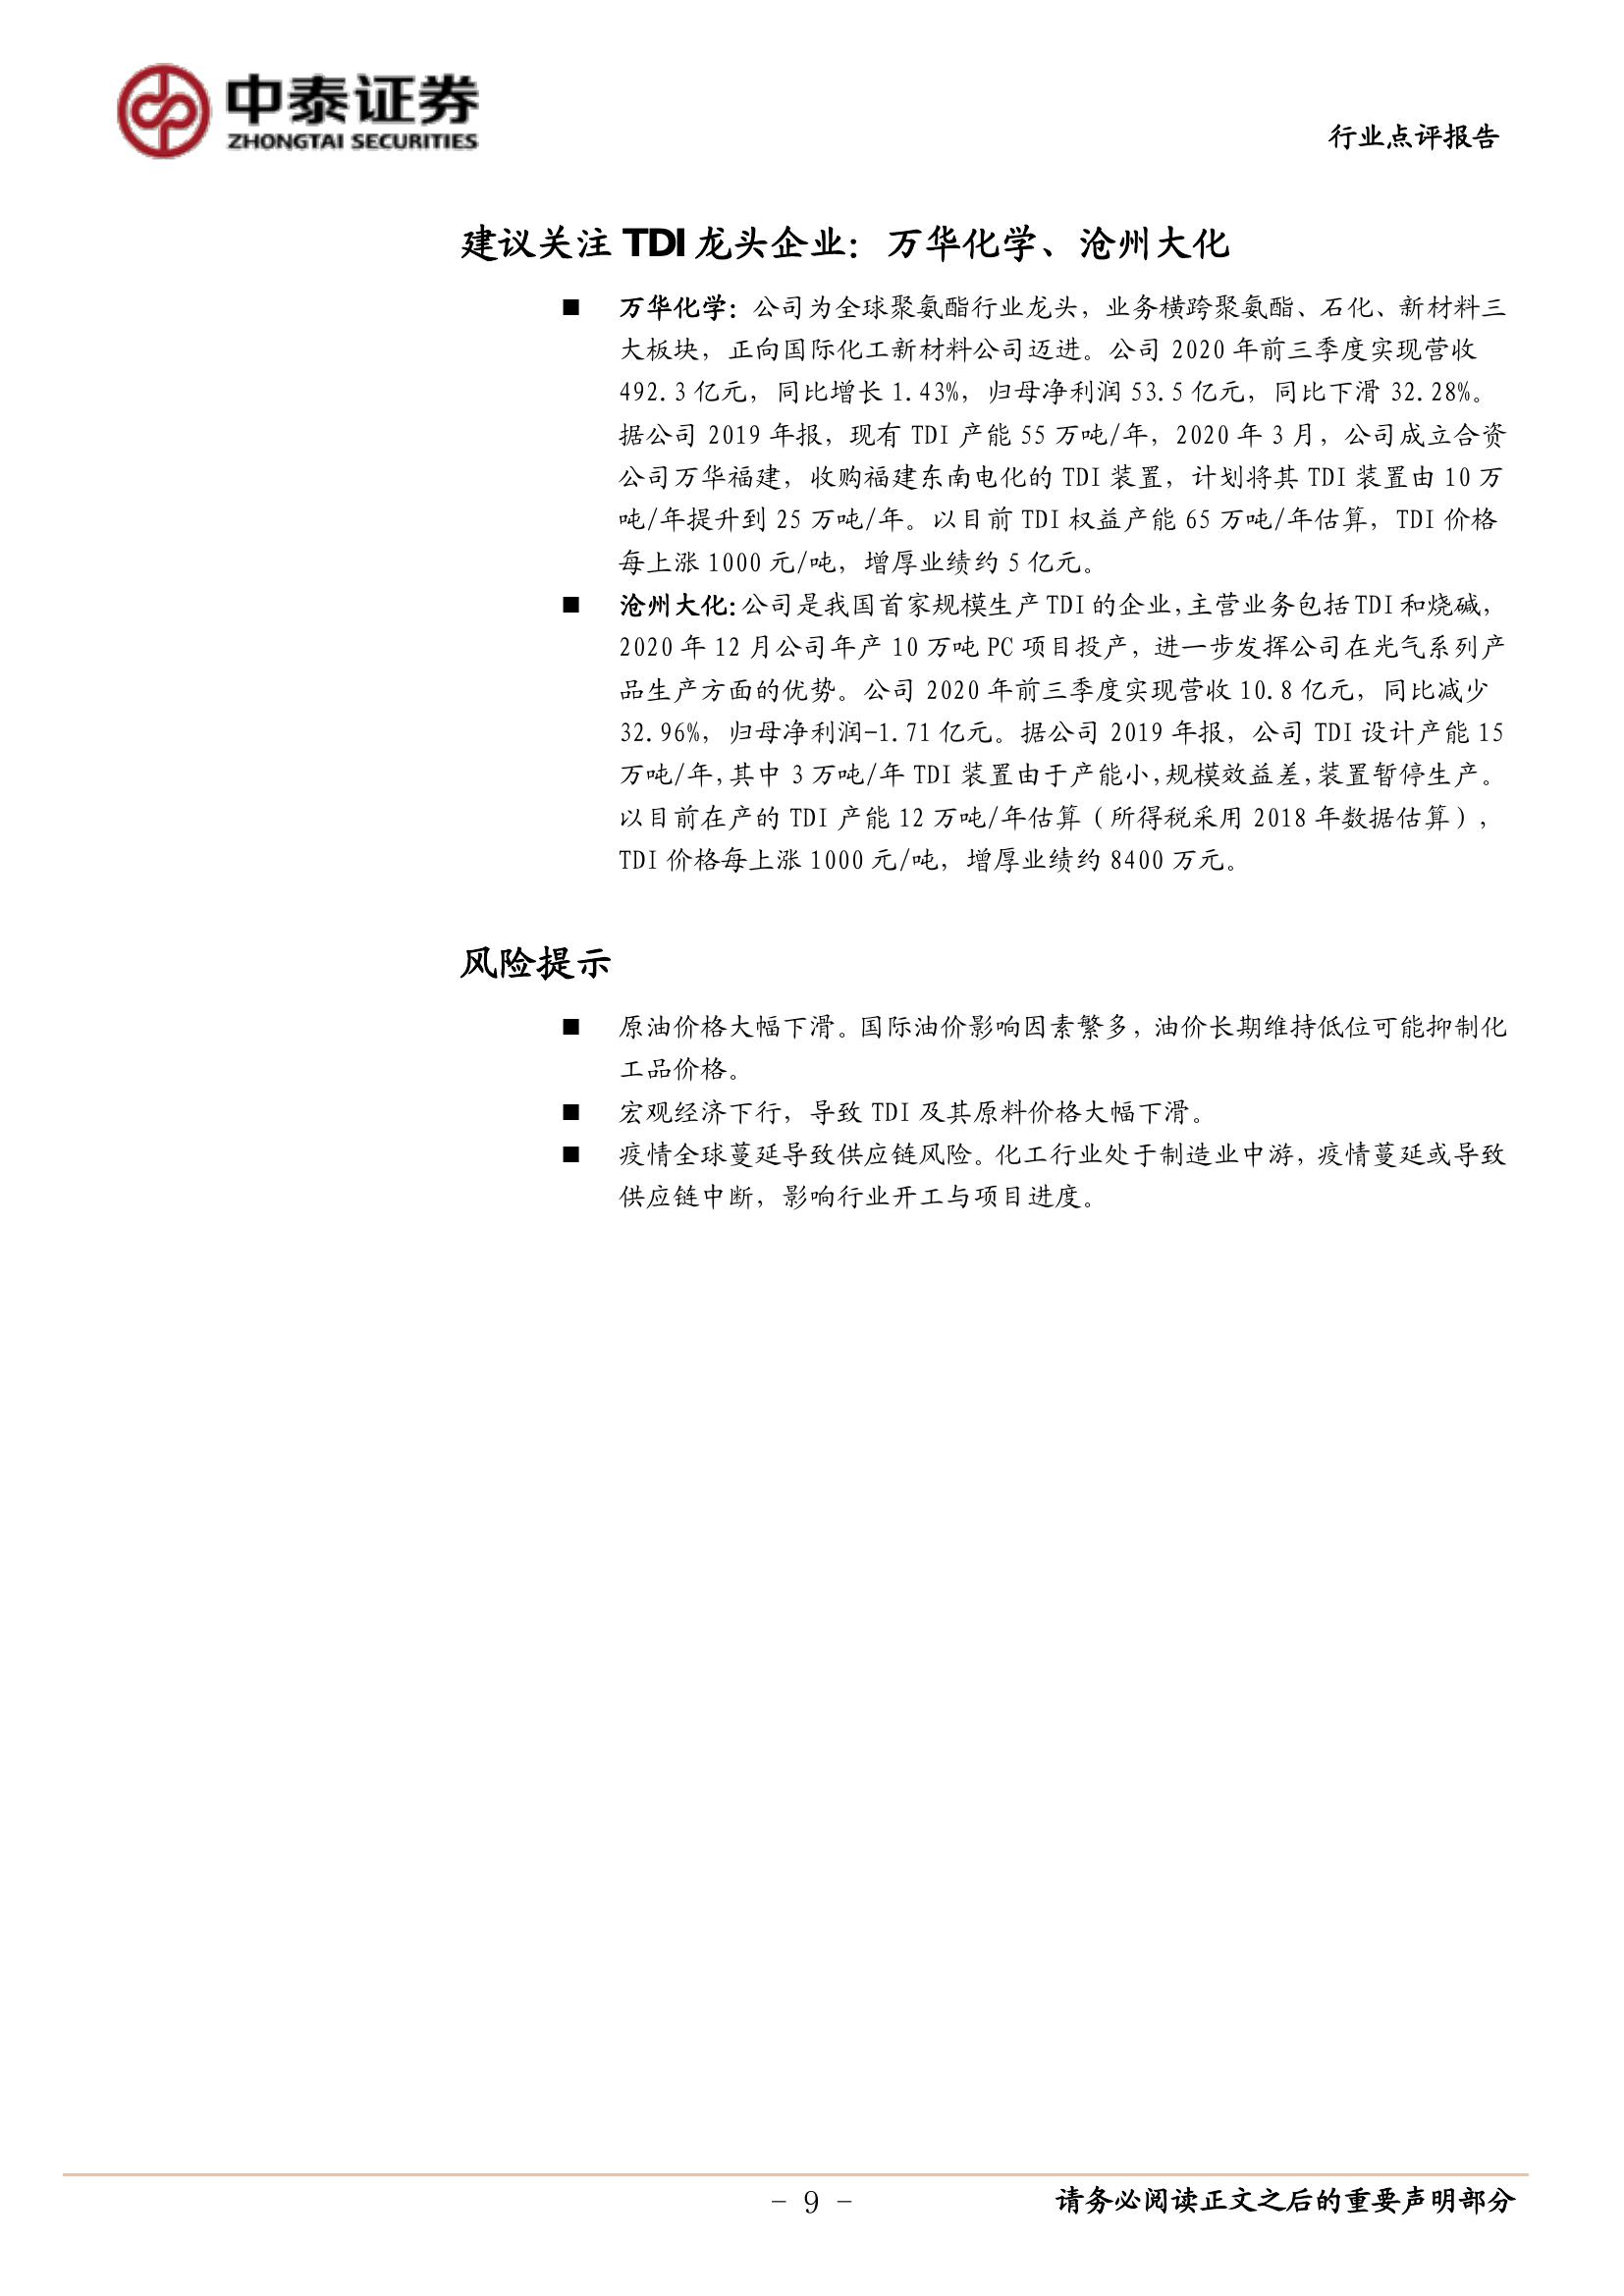 中泰证券
ZHONGTAI SECURITIES
行业点评报告
建议关注 TDI 龙头企业：万华化学、沧州大化
■ 万华化学：公司为全球聚氨酯行业龙头，业务横跨聚氨酯、石化、新材料三
大板块，正向国际化工新材料公司迈进。公司 2020 年前三季度实现营收
492.3 亿元，同比增长 1.43%，归母净利润 53.5 亿元，同比下滑 32.28%。
据公司 2019 年报，现有 TDI 产能 55 万吨/年，2020 年 3 月，公司成立合资
公司万华福建，收购福建东南电化的 TDI 装置，计划将其 TDI 装置由 10 万
吨/年提升到 25 万吨/年。以目前 TDI 权益产能 65 万吨/年估算，TDI 价格
每上涨 1000 元/吨，增厚业绩约 5 亿元。
■ 沧州大化：公司是我国首家规模生产 TDI 的企业，主营业务包括 TDI 和烧碱，
2020 年 12 月公司年产 10 万吨 PC 项目投产，进一步发挥公司在光气系列产
品生产方面的优势。公司 2020 年前三季度实现营收 10.8 亿元，同比减少
32.96%，归母净利润-1.71 亿元。据公司 2019 年报，公司 TDI 设计产能 15
万吨/年，其中 3 万吨/年 TDI 装置由于产能小，规模效益差，装置暂停生产。
以目前在产的 TDI 产能 12 万吨/年估算（所得税采用 2018 年数据估算），
TDI 价格每上涨 1000 元/吨，增厚业绩约 8400 万元。
风险提示
■ 原油价格大幅下滑。国际油价影响因素繁多，油价长期维持低位可能抑制化
工品价格。
■ 宏观经济下行，导致 TDI 及其原料价格大幅下滑。
■ 疫情全球蔓延导致供应链风险。化工行业处于制造业中游，疫情蔓延或导致
供应链中断，影响行业开工与项目进度。
- 9 -
请务必阅读正文之后的重要声明部分